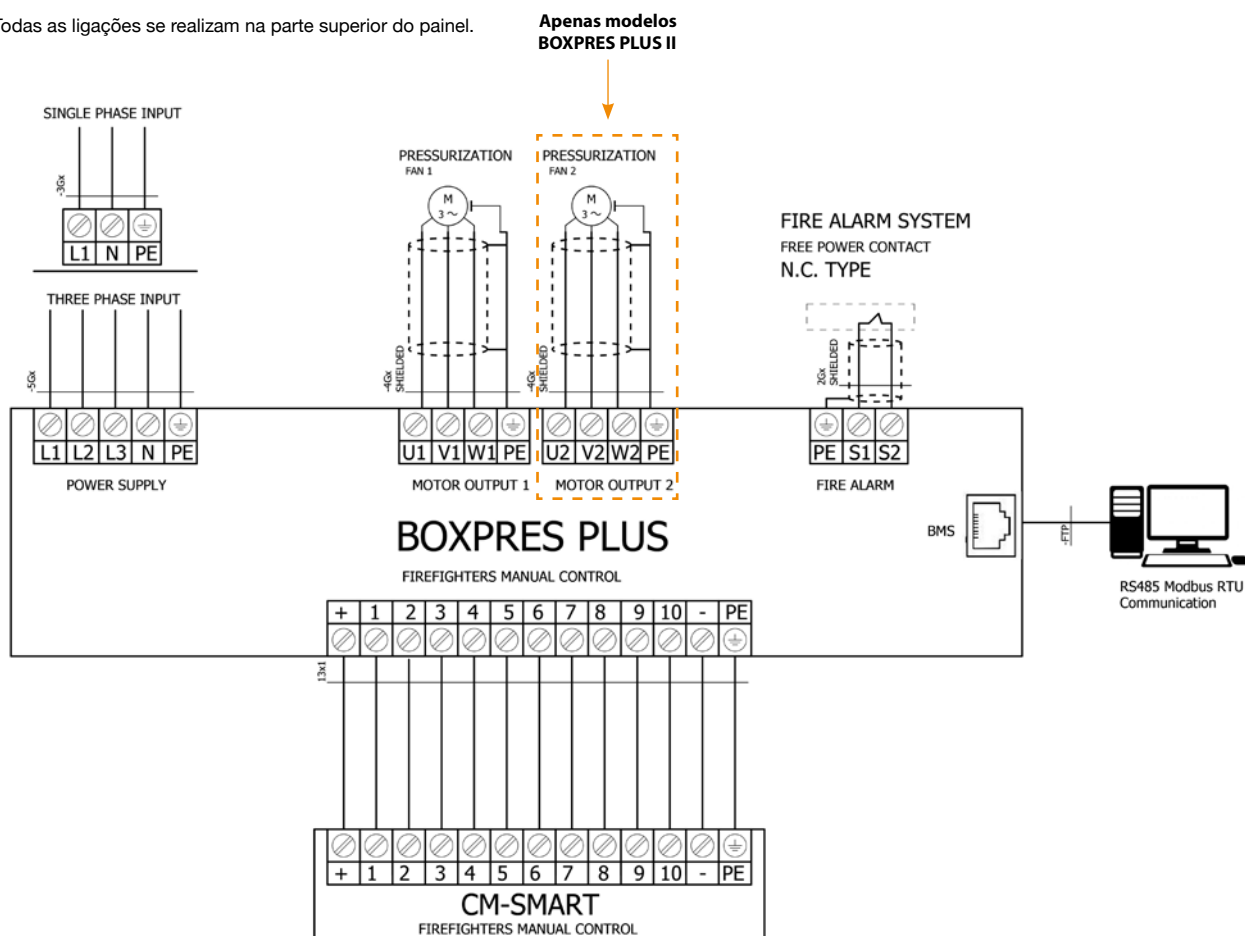 Todas as ligações se realizam na parte superior do painel.
Apenas modelos
BOXPRES PLUS II
SINGLE PHASE INPUT
-3Gx
L1 N PE
THREE PHASE INPUT
-5Gx
L1 L2 L3 N PE
POWER SUPPLY
PRESSURIZATION
FAN 1
M
3~
-4Gx
SHIELDED
U1 V1 W1 PE
MOTOR OUTPUT 1
PRESSURIZATION
FAN 2
M
3~
-4Gx
SHIELDED
U2 V2 W2 PE
MOTOR OUTPUT 2
FIRE ALARM SYSTEM
FREE POWER CONTACT
N.C. TYPE
2Gx
SHIELDED
PE S1 S2
FIRE ALARM
BMS
-FTP
RS485 Modbus RTU
Communication
BOXPRES PLUS
FIREFIGHTERS MANUAL CONTROL
+ 1 2 3 4 5 6 7 8 9 10 - PE
13x1
+ 1 2 3 4 5 6 7 8 9 10 - PE
CM-SMART
FIREFIGHTERS MANUAL CONTROL